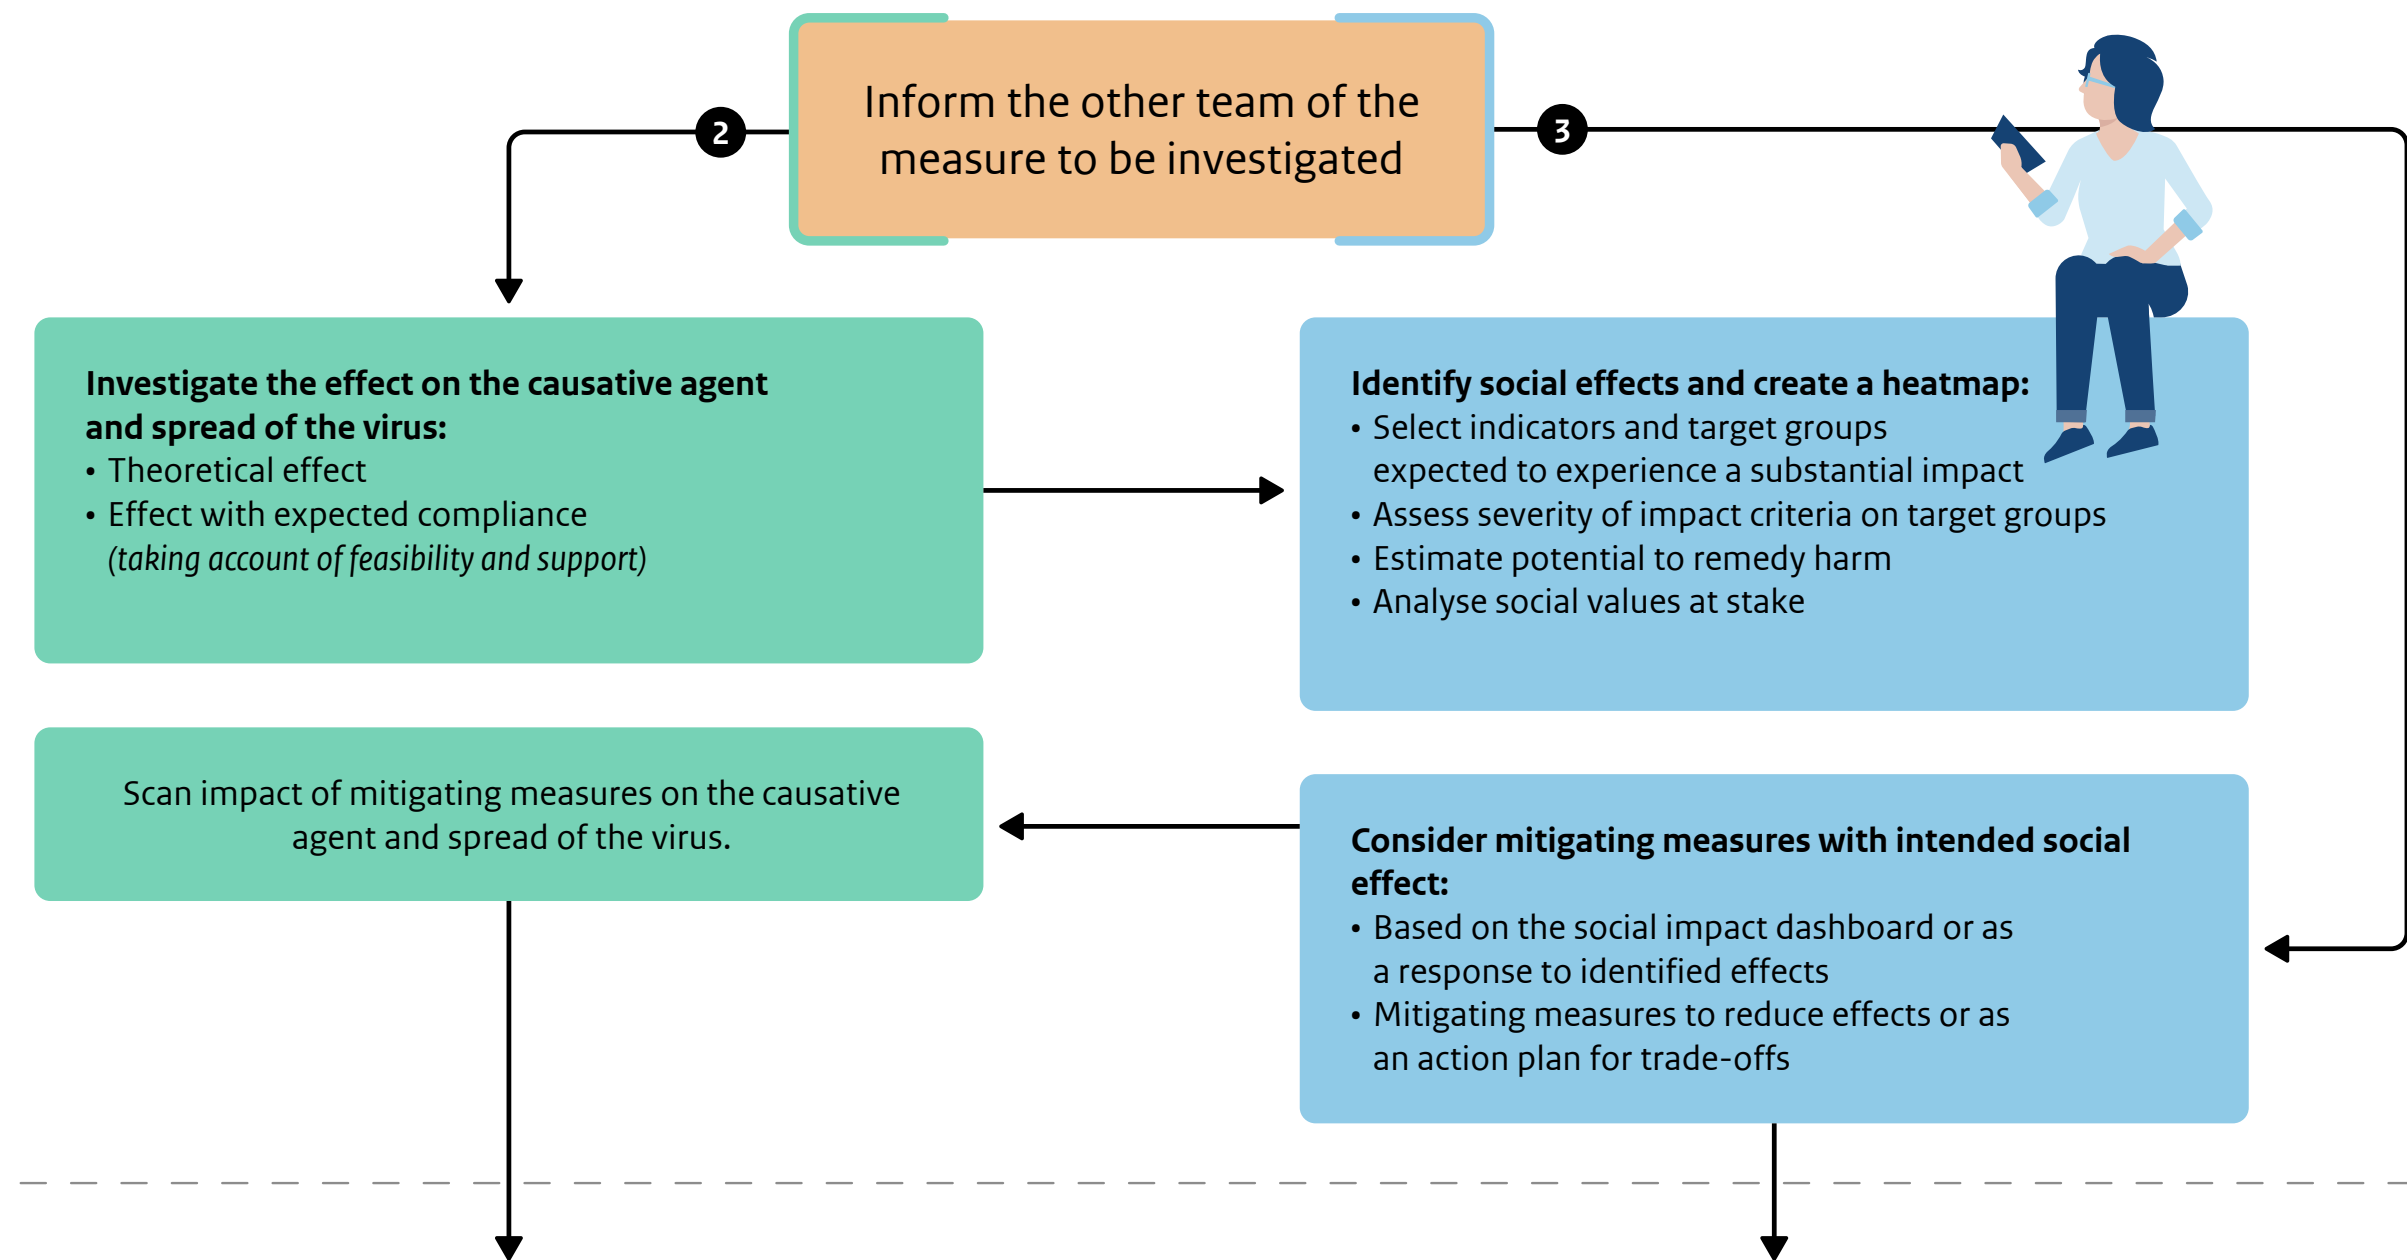 Inform the other team of the
measure to be investigated
2
3
Investigate the effect on the causative agent
and spread of the virus:
• Theoretical effect
• Effect with expected compliance
(taking account of feasibility and support)
Identify social effects and create a heatmap:
• Select indicators and target groups
expected to experience a substantial impact
• Assess severity of impact criteria on target groups
• Estimate potential to remedy harm
• Analyse social values at stake
Scan impact of mitigating measures on the causative
agent and spread of the virus.
Consider mitigating measures with intended social
effect:
• Based on the social impact dashboard or as
a response to identified effects
• Mitigating measures to reduce effects or as
an action plan for trade-offs